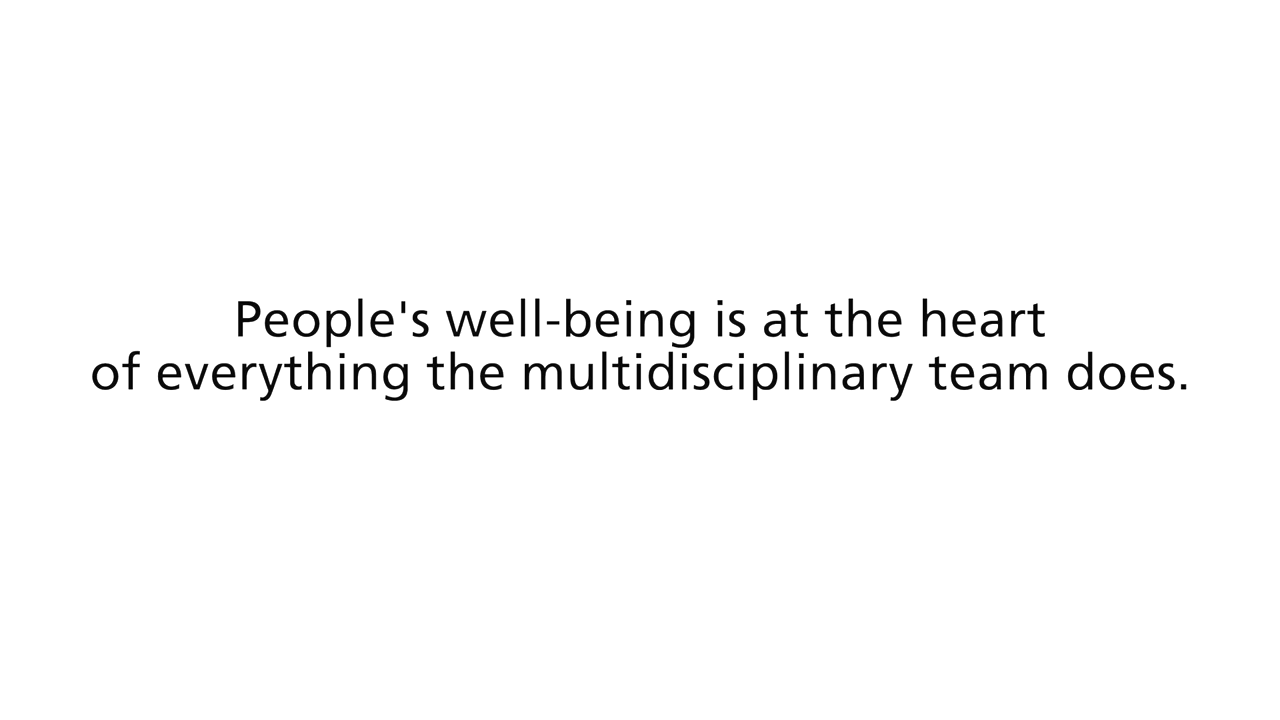 People's well-being is at the heart
of everything the multidisciplinary team does.